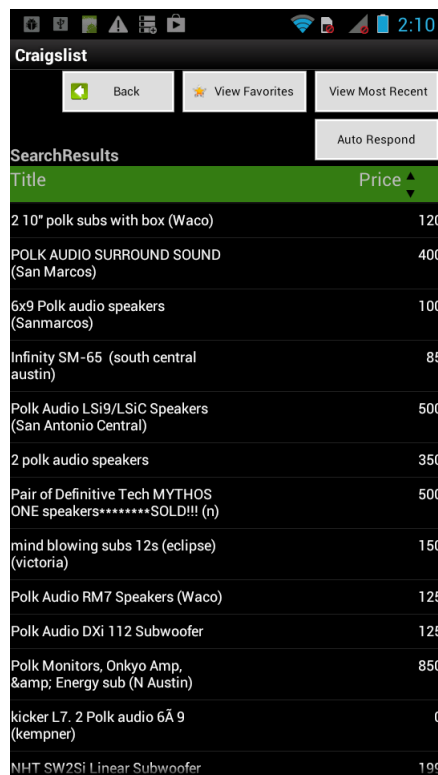 2:10
Craigslist
Back
View Favorites
View Most Recent
Auto Respond
SearchResults
Title Price
2 10" polk subs with box (Waco) 120
POLK AUDIO SURROUND SOUND 400
(San Marcos)
6x9 Polk audio speakers 100
(Sanmarcos)
Infinity SM-65 (south central 85
austin)
Polk Audio LSi9/LSiC Speakers 500
(San Antonio Central)
2 polk audio speakers 350
Pair of Definitive Tech MYTHOS 500
ONE speakers********SOLD!!! (n)
mind blowing subs 12s (eclipse) 150
(victoria)
Polk Audio RM7 Speakers (Waco) 125
Polk Audio DXi 112 Subwoofer 125
Polk Monitors, Onkyo Amp, 850
&amp; Energy sub (N Austin)
kicker L7. 2 Polk audio 6Ã 9 0
(kempner)
NHT SW2Si Linear Subwoofer 199